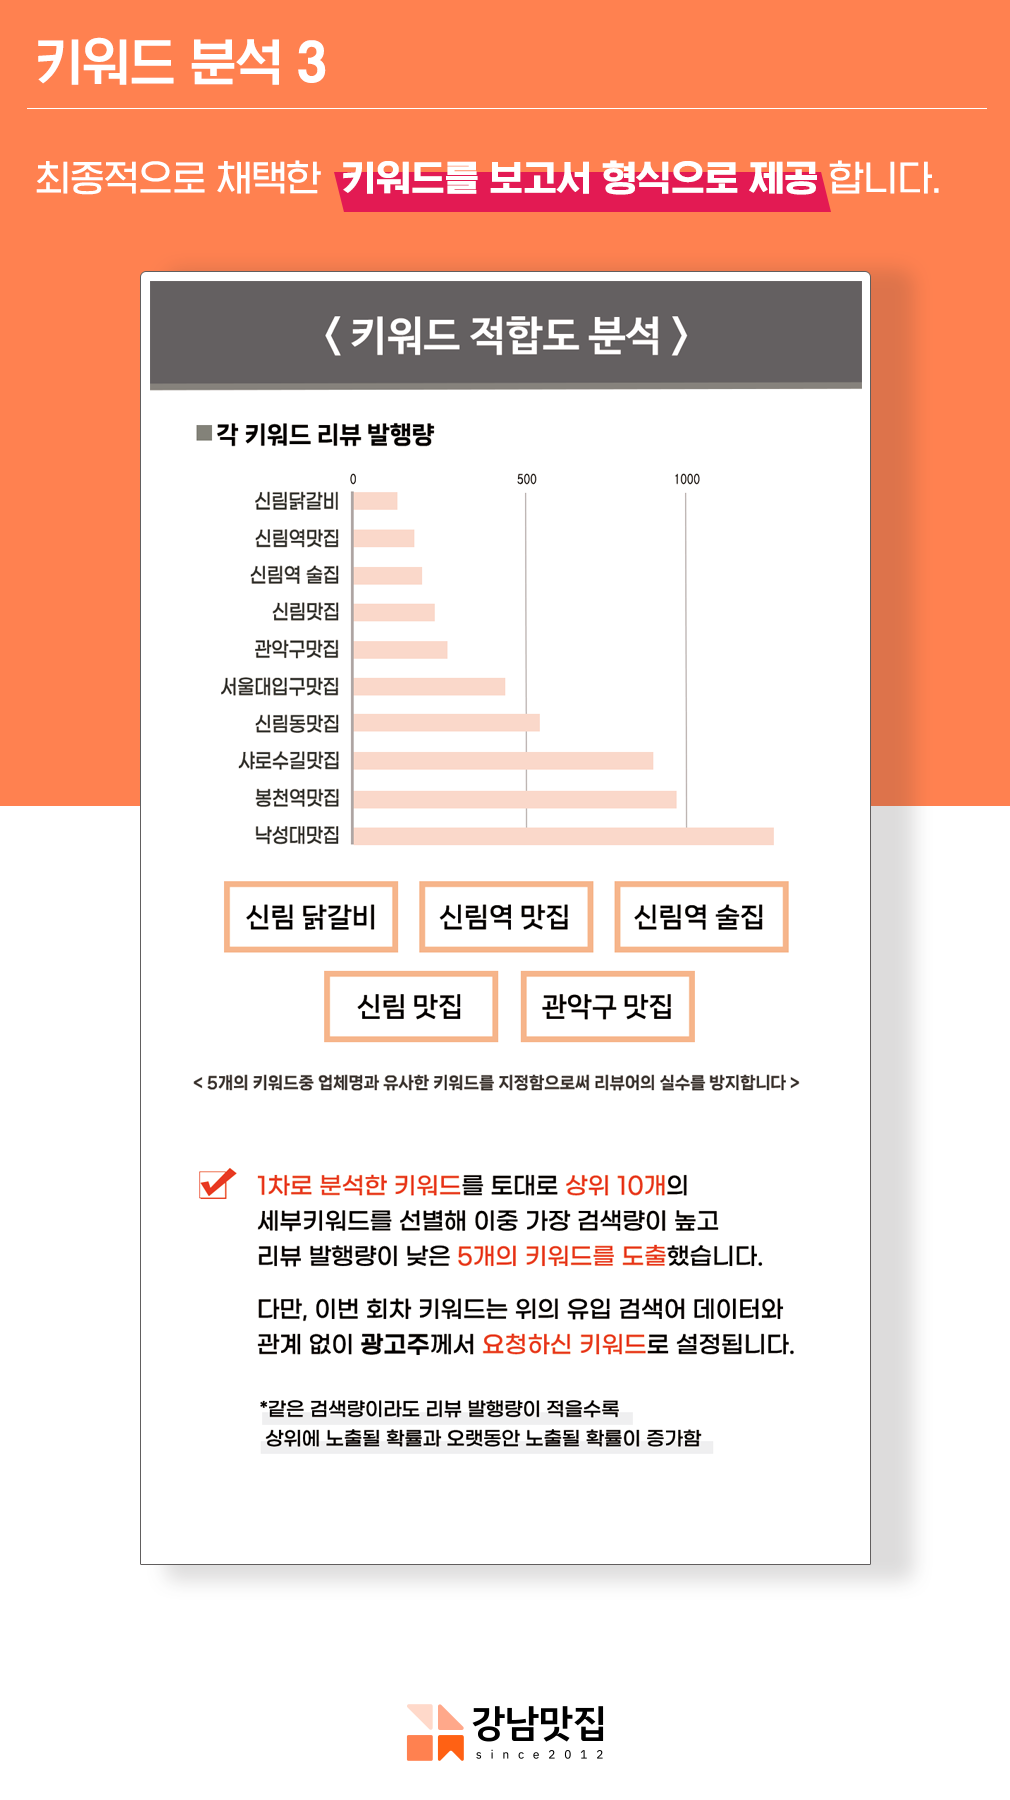 키워드 분석 3
최종적으로 채택한 키워드를 보고서 형식으로 제공 합니다.
< 키워드 적합도 분석 >
■각 키워드 리뷰 발행량
0 500 1000
신림닭갈비
신림역맛집
신림역 술집
신림맛집
관악구맛집
서울대입구맛집
신림동맛집
샤로수길맛집
봉천역맛집
낙성대맛집
신림 닭갈비 신림역 맛집 신림역 술집
신림 맛집 관악구 맛집
< 5개의 키워드중 업체명과 유사한 키워드를 지정함으로써 리뷰어의 실수를 방지합니다 >
1차로 분석한 키워드를 토대로 상위 10개의
세부키워드를 선별해 이중 가장 검색량이 높고
리뷰 발행량이 낮은 5개의 키워드를 도출했습니다.
다만, 이번 회차 키워드는 위의 유입 검색어 데이터와
관계 없이 광고주께서 요청하신 키워드로 설정됩니다.
*같은 검색량이라도 리뷰 발행량이 적을수록
상위에 노출될 확률과 오랫동안 노출될 확률이 증가함
강남맛집
since2012